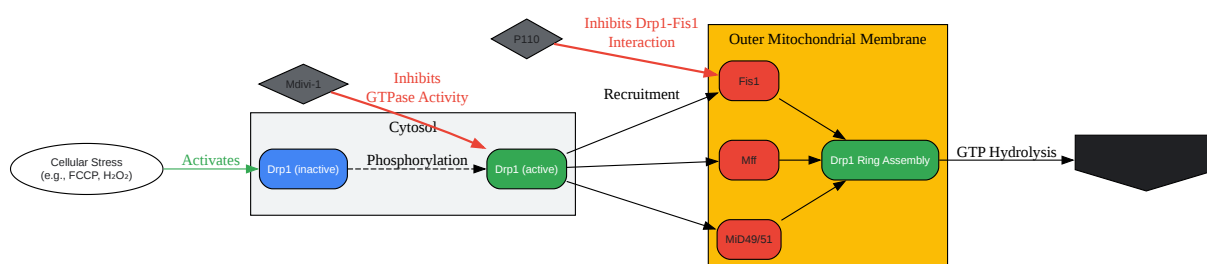 P110
Inhibits Drp1-Fis1
Interaction
Outer Mitochondrial Membrane
Mdivi-1
Inhibits
GTPase Activity
Recruitment
Fis1
Cytosol
Cellular Stress
(e.g., FCCP, H₂O₂)
Activates
Drp1 (inactive)
Phosphorylation
Drp1 (active)
Mff
Drp1 Ring Assembly
GTP Hydrolysis
MiD49/51